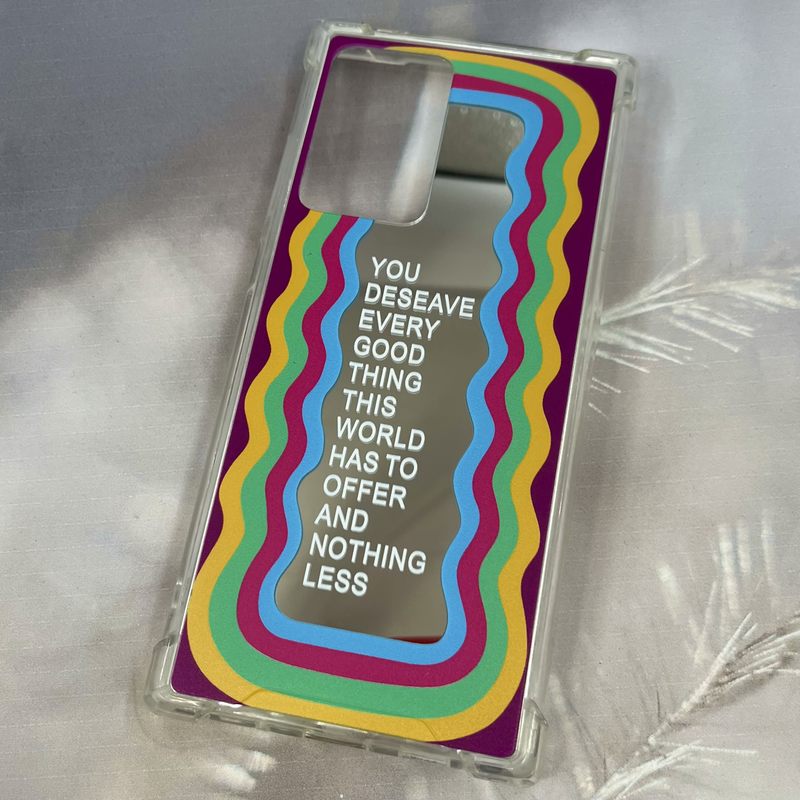 YOU
DESEAVE
EVERY
GOOD
THING
THIS
WORLD
HAS TO
OFFER
AND
NOTHING
LESS